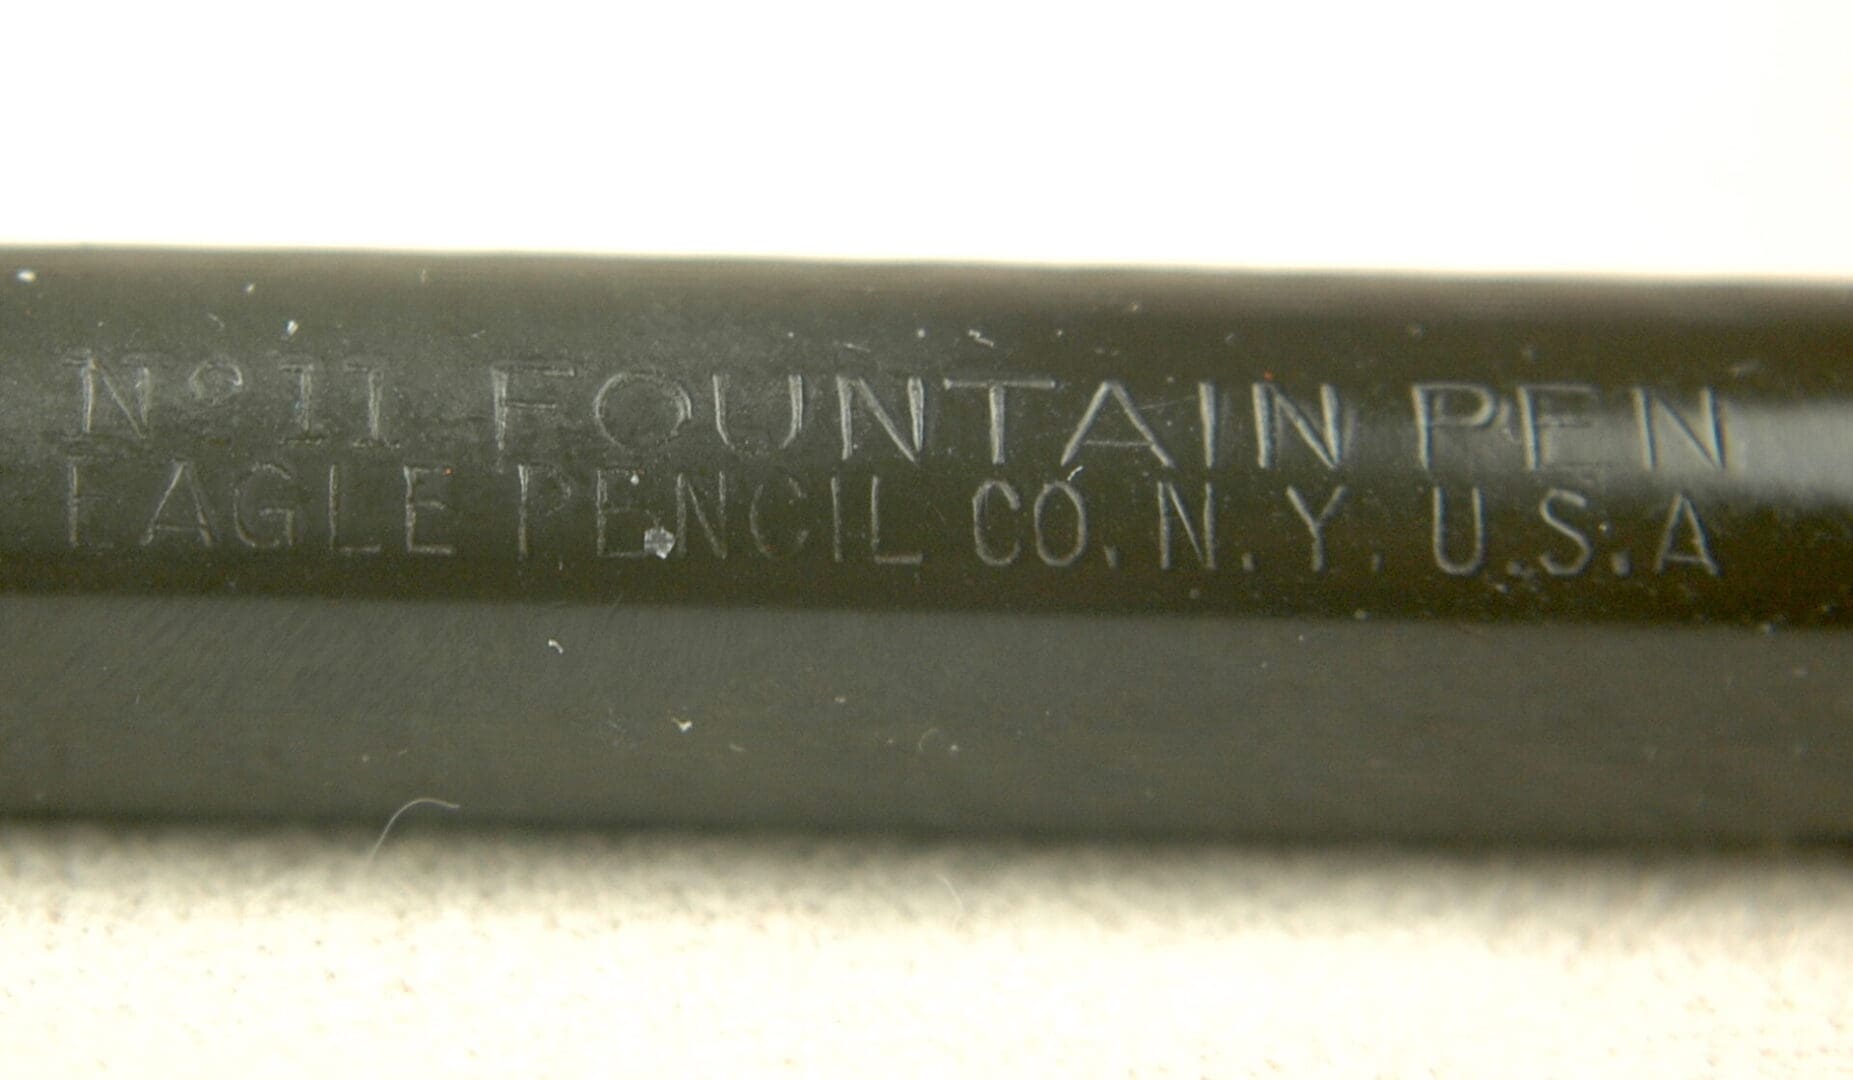 No 11 FOUNTAIN PEN
EAGLE PENCIL CO. N.Y. U.S.A